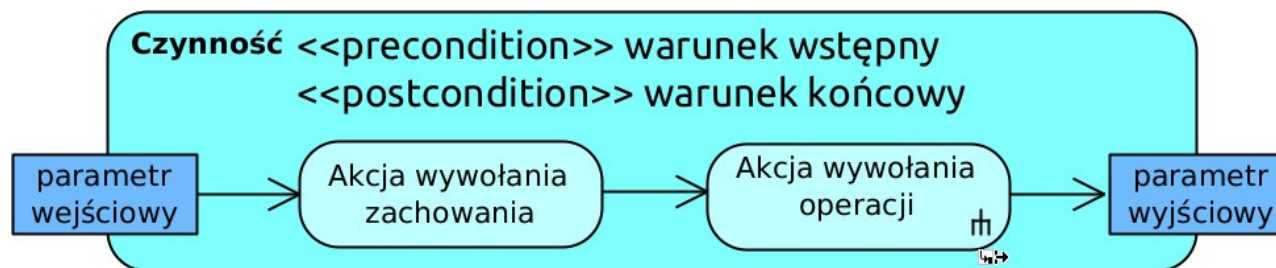 Czynność <<precondition>> warunek wstępny
<<postcondition>> warunek końcowy
parametr
wejściowy
Akcja wywołania
zachowania
Akcja wywołania
operacji
parametr
wyjściowy